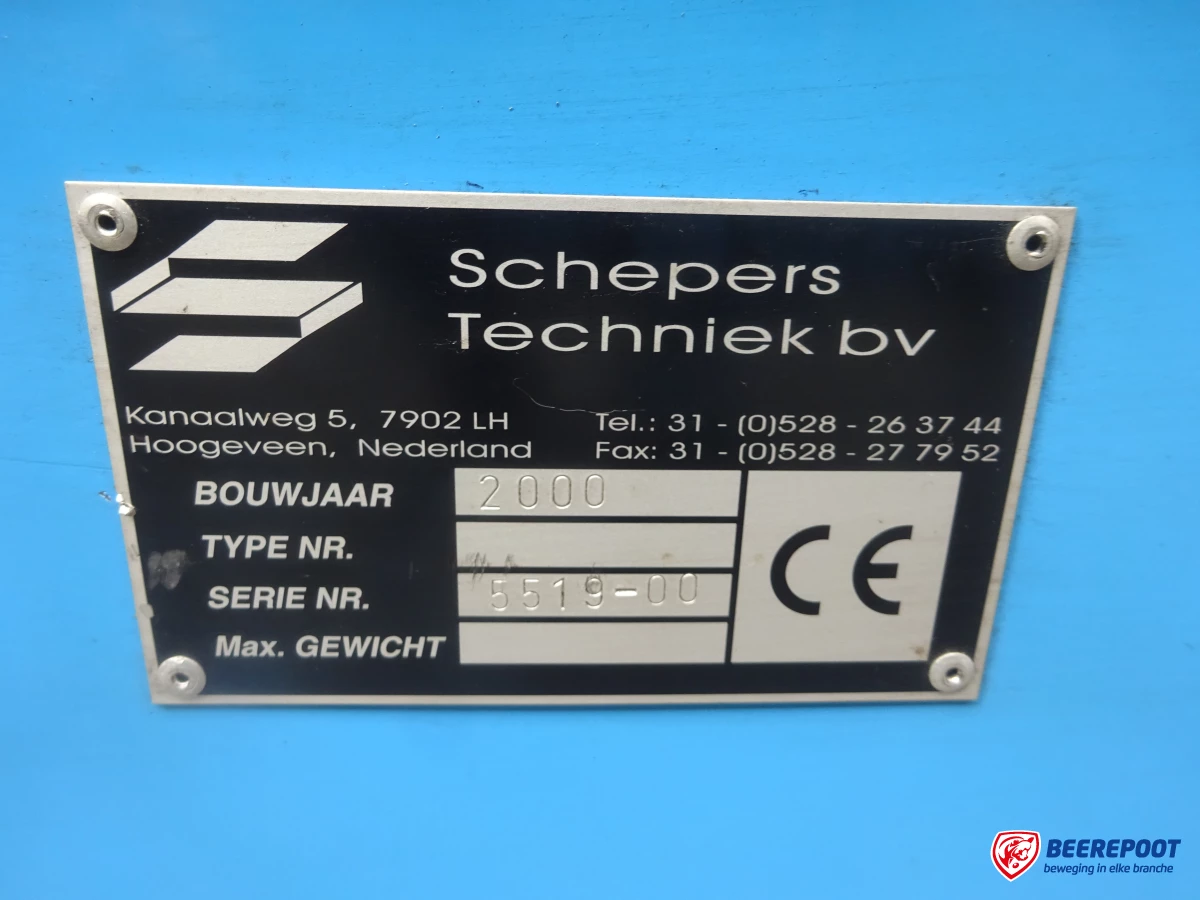 Schepers
Techniek bv
Kanaalweg 5, 7902 LH
Hoogeveen, Nederland
Tel.: 31 - (0)528 - 26 37 44
Fax: 31 - (0)528 - 27 79 52
BOUWJAAR 2000
TYPE NR.
SERIE NR. 5519-00
Max. GEWICHT
CE
BEEREPOOT
beweging in elke branche